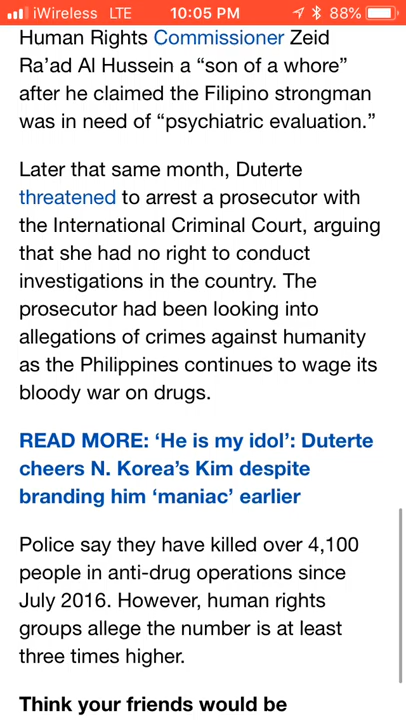 iWireless LTE 10:05 PM 88%
Human Rights Commissioner Zeid
Ra’ad Al Hussein a “son of a whore”
after he claimed the Filipino strongman
was in need of “psychiatric evaluation.”
Later that same month, Duterte
threatened to arrest a prosecutor with
the International Criminal Court, arguing
that she had no right to conduct
investigations in the country. The
prosecutor had been looking into
allegations of crimes against humanity
as the Philippines continues to wage its
bloody war on drugs.
READ MORE: ‘He is my idol’: Duterte
cheers N. Korea’s Kim despite
branding him ‘maniac’ earlier
Police say they have killed over 4,100
people in anti-drug operations since
July 2016. However, human rights
groups allege the number is at least
three times higher.
Think your friends would be